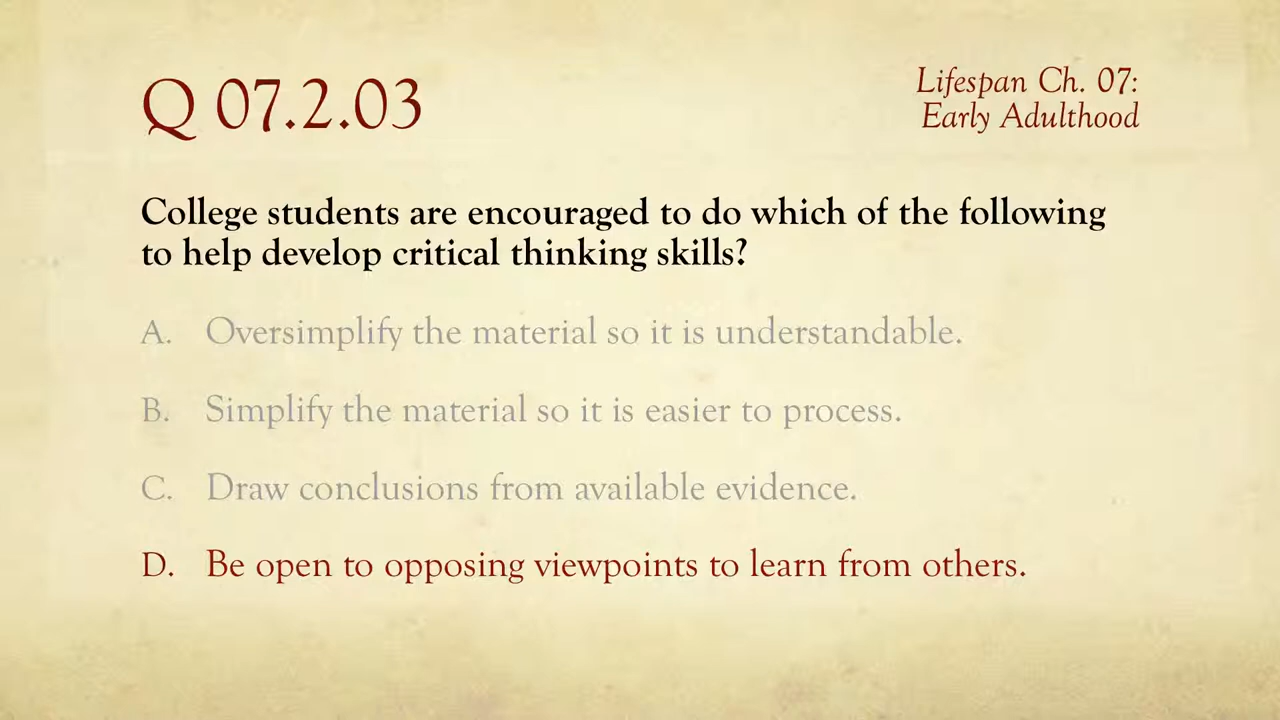 Q 07.2.03
Lifespan Ch. 07:
Early Adulthood
College students are encouraged to do which of the following
to help develop critical thinking skills?
A. Oversimplify the material so it is understandable.
B. Simplify the material so it is easier to process.
C. Draw conclusions from available evidence.
D. Be open to opposing viewpoints to learn from others.